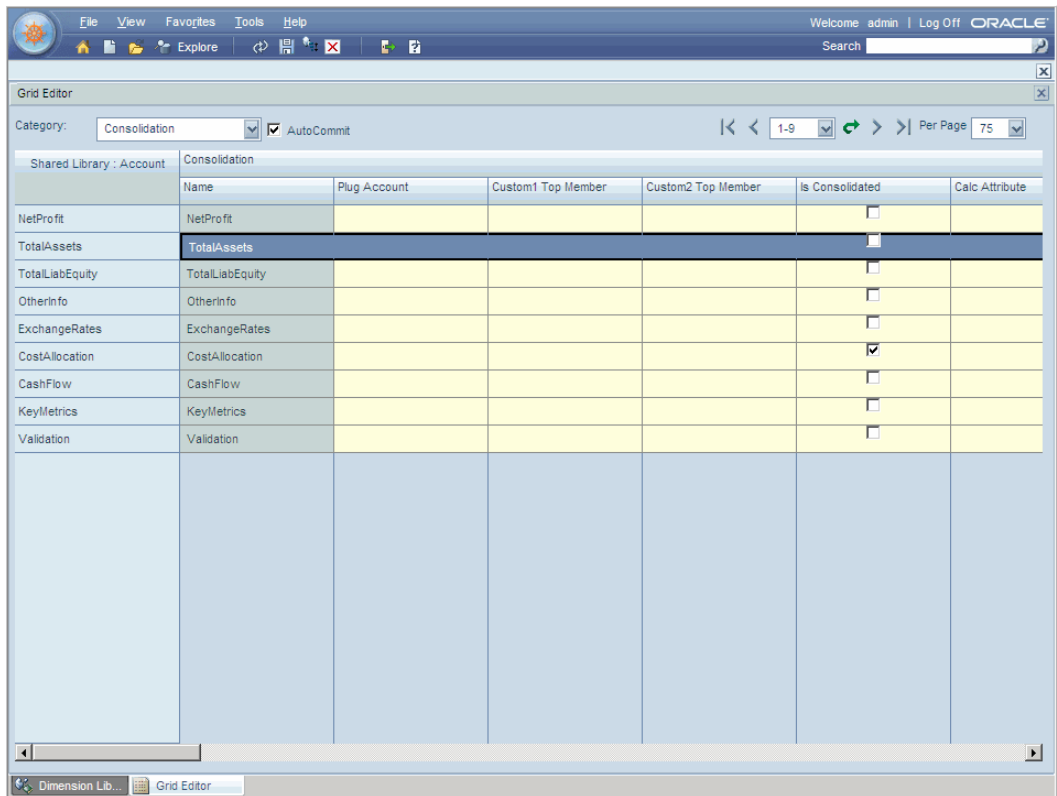 File View Favorites Tools Help Welcome admin | Log Off ORACLE
Explore Search
Grid Editor
Category: Consolidation AutoCommit 1-9 Per Page 75
Shared Library : Account Consolidation
Name Plug Account Custom1 Top Member Custom2 Top Member Is Consolidated Calc Attribute
NetProfit NetProfit
TotalAssets TotalAssets
TotalLiabEquity TotalLiabEquity
OtherInfo OtherInfo
ExchangeRates ExchangeRates
CostAllocation CostAllocation
CashFlow CashFlow
KeyMetrics KeyMetrics
Validation Validation
Dimension Lib... Grid Editor